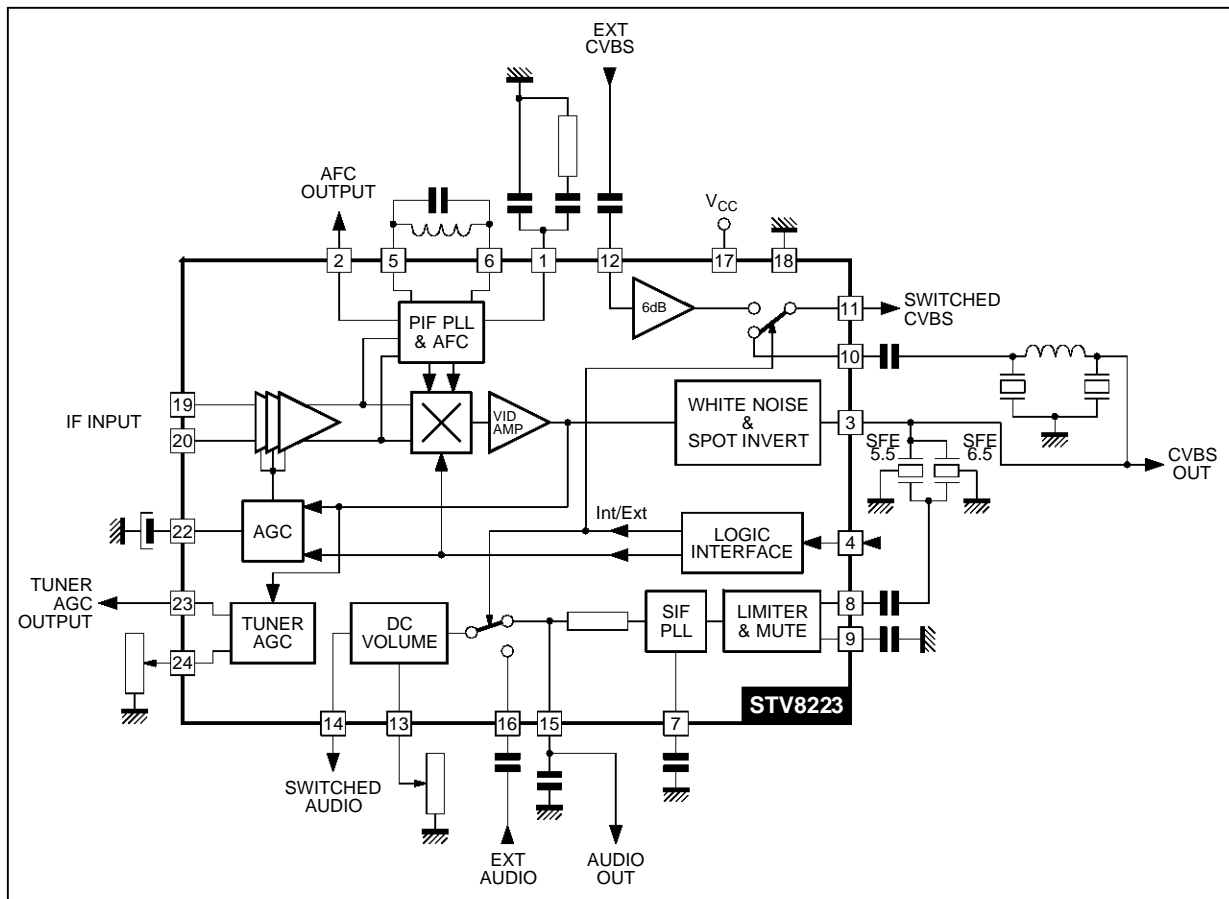 EXT
CVBS
AFC
OUTPUT
VCC
2
5
6
1
12
17
18
6dB
11
SWITCHED
CVBS
PIF PLL
& AFC
10
19
IF INPUT
20
VID
AMP
WHITE NOISE
&
SPOT INVERT
3
SFE
5.5
SFE
6.5
CVBS
OUT
22
AGC
Int/Ext
LOGIC
INTERFACE
4
TUNER
AGC
OUTPUT
23
TUNER
AGC
24
DC
VOLUME
SIF
PLL
LIMITER
& MUTE
8
9
STV8223
14
13
16
15
7
SWITCHED
AUDIO
EXT
AUDIO
AUDIO
OUT